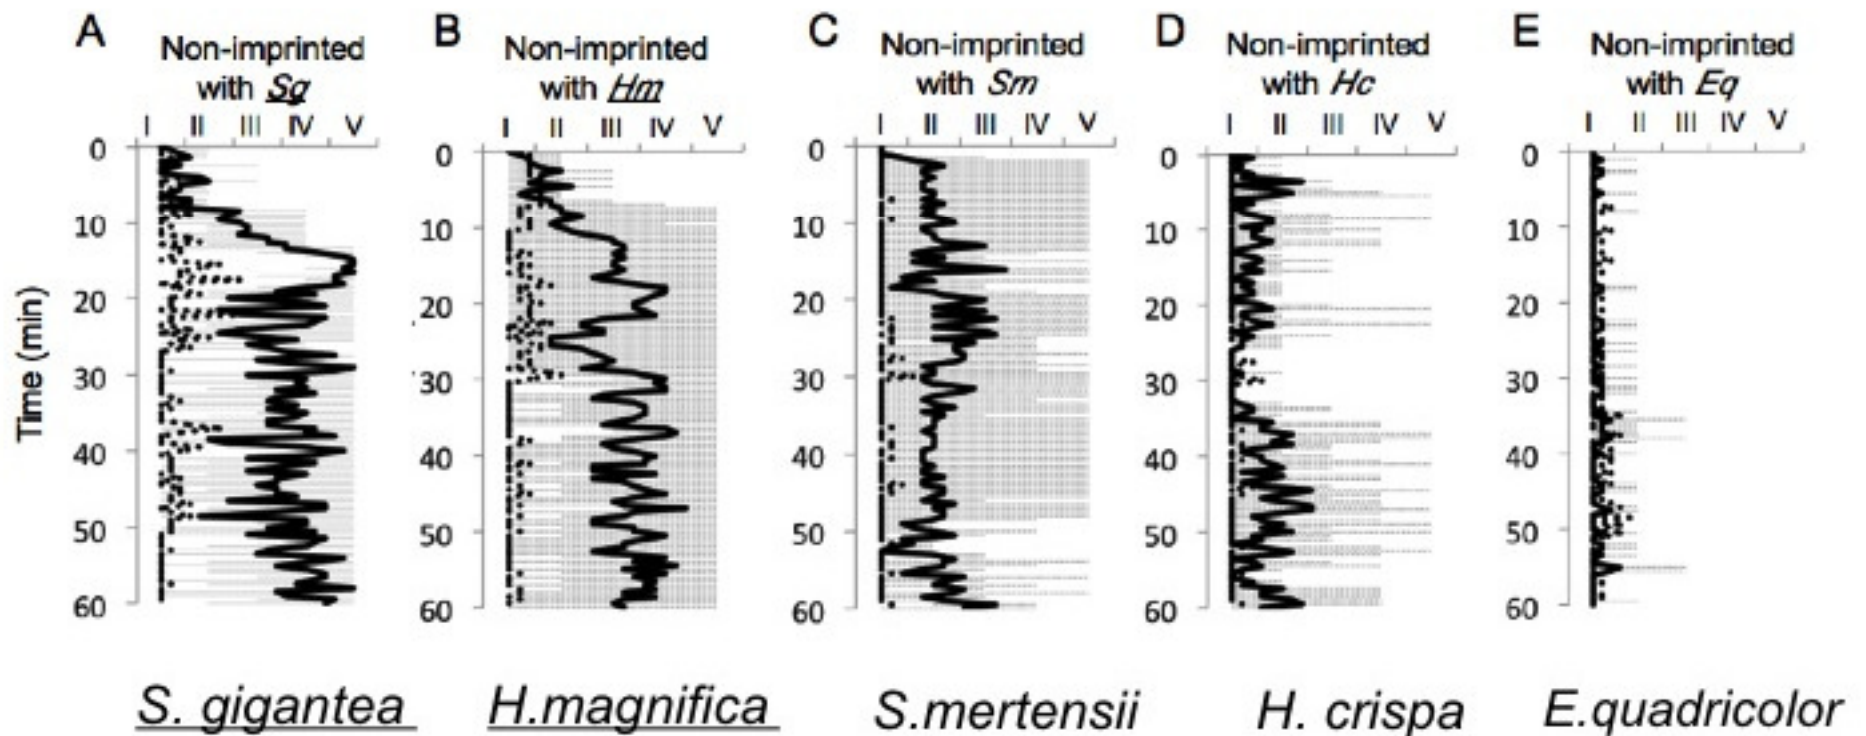 A
Non-imprinted
with Sg
I II III IV V
0
10
20
30
40
50
60
Time (min)
S. gigantea
B
Non-imprinted
with Hm
I II III IV V
0
10
20
30
40
50
60
H.magnifica
C
Non-imprinted
with Sm
I II III IV V
0
10
20
30
40
50
60
S.mertensii
D
Non-imprinted
with Hc
I II III IV V
0
10
20
30
40
50
60
H. crispa
E
Non-imprinted
with Eq
I II III IV V
0
10
20
30
40
50
60
E.quadricolor